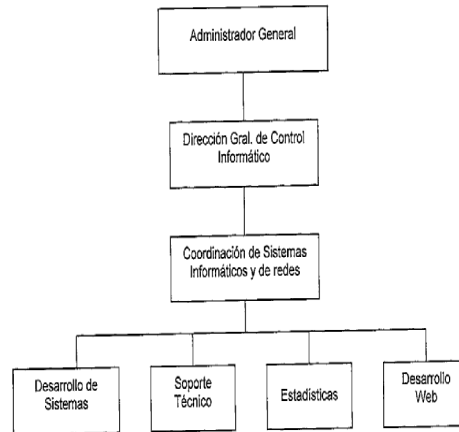 Administrador General
Dirección Gral. de Control
Informático
Coordinación de Sistemas
Informáticos y de redes
Desarrollo de
Sistemas
Soporte
Técnico
Estadísticas
Desarrollo
Web